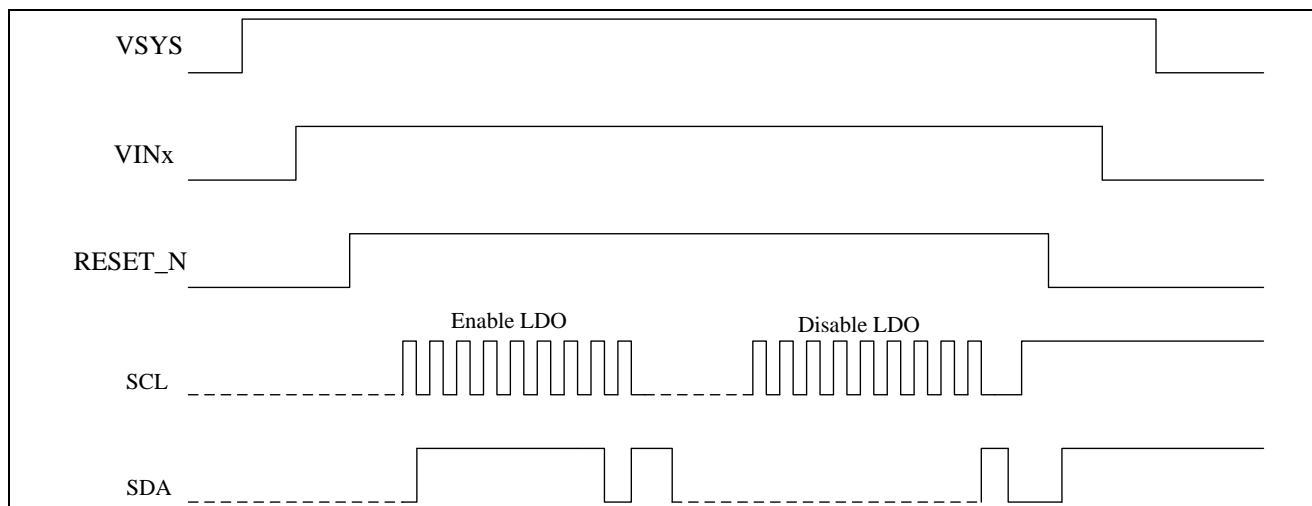 VSYS
VINx
RESET_N
Enable LDO
Disable LDO
SCL
SDA